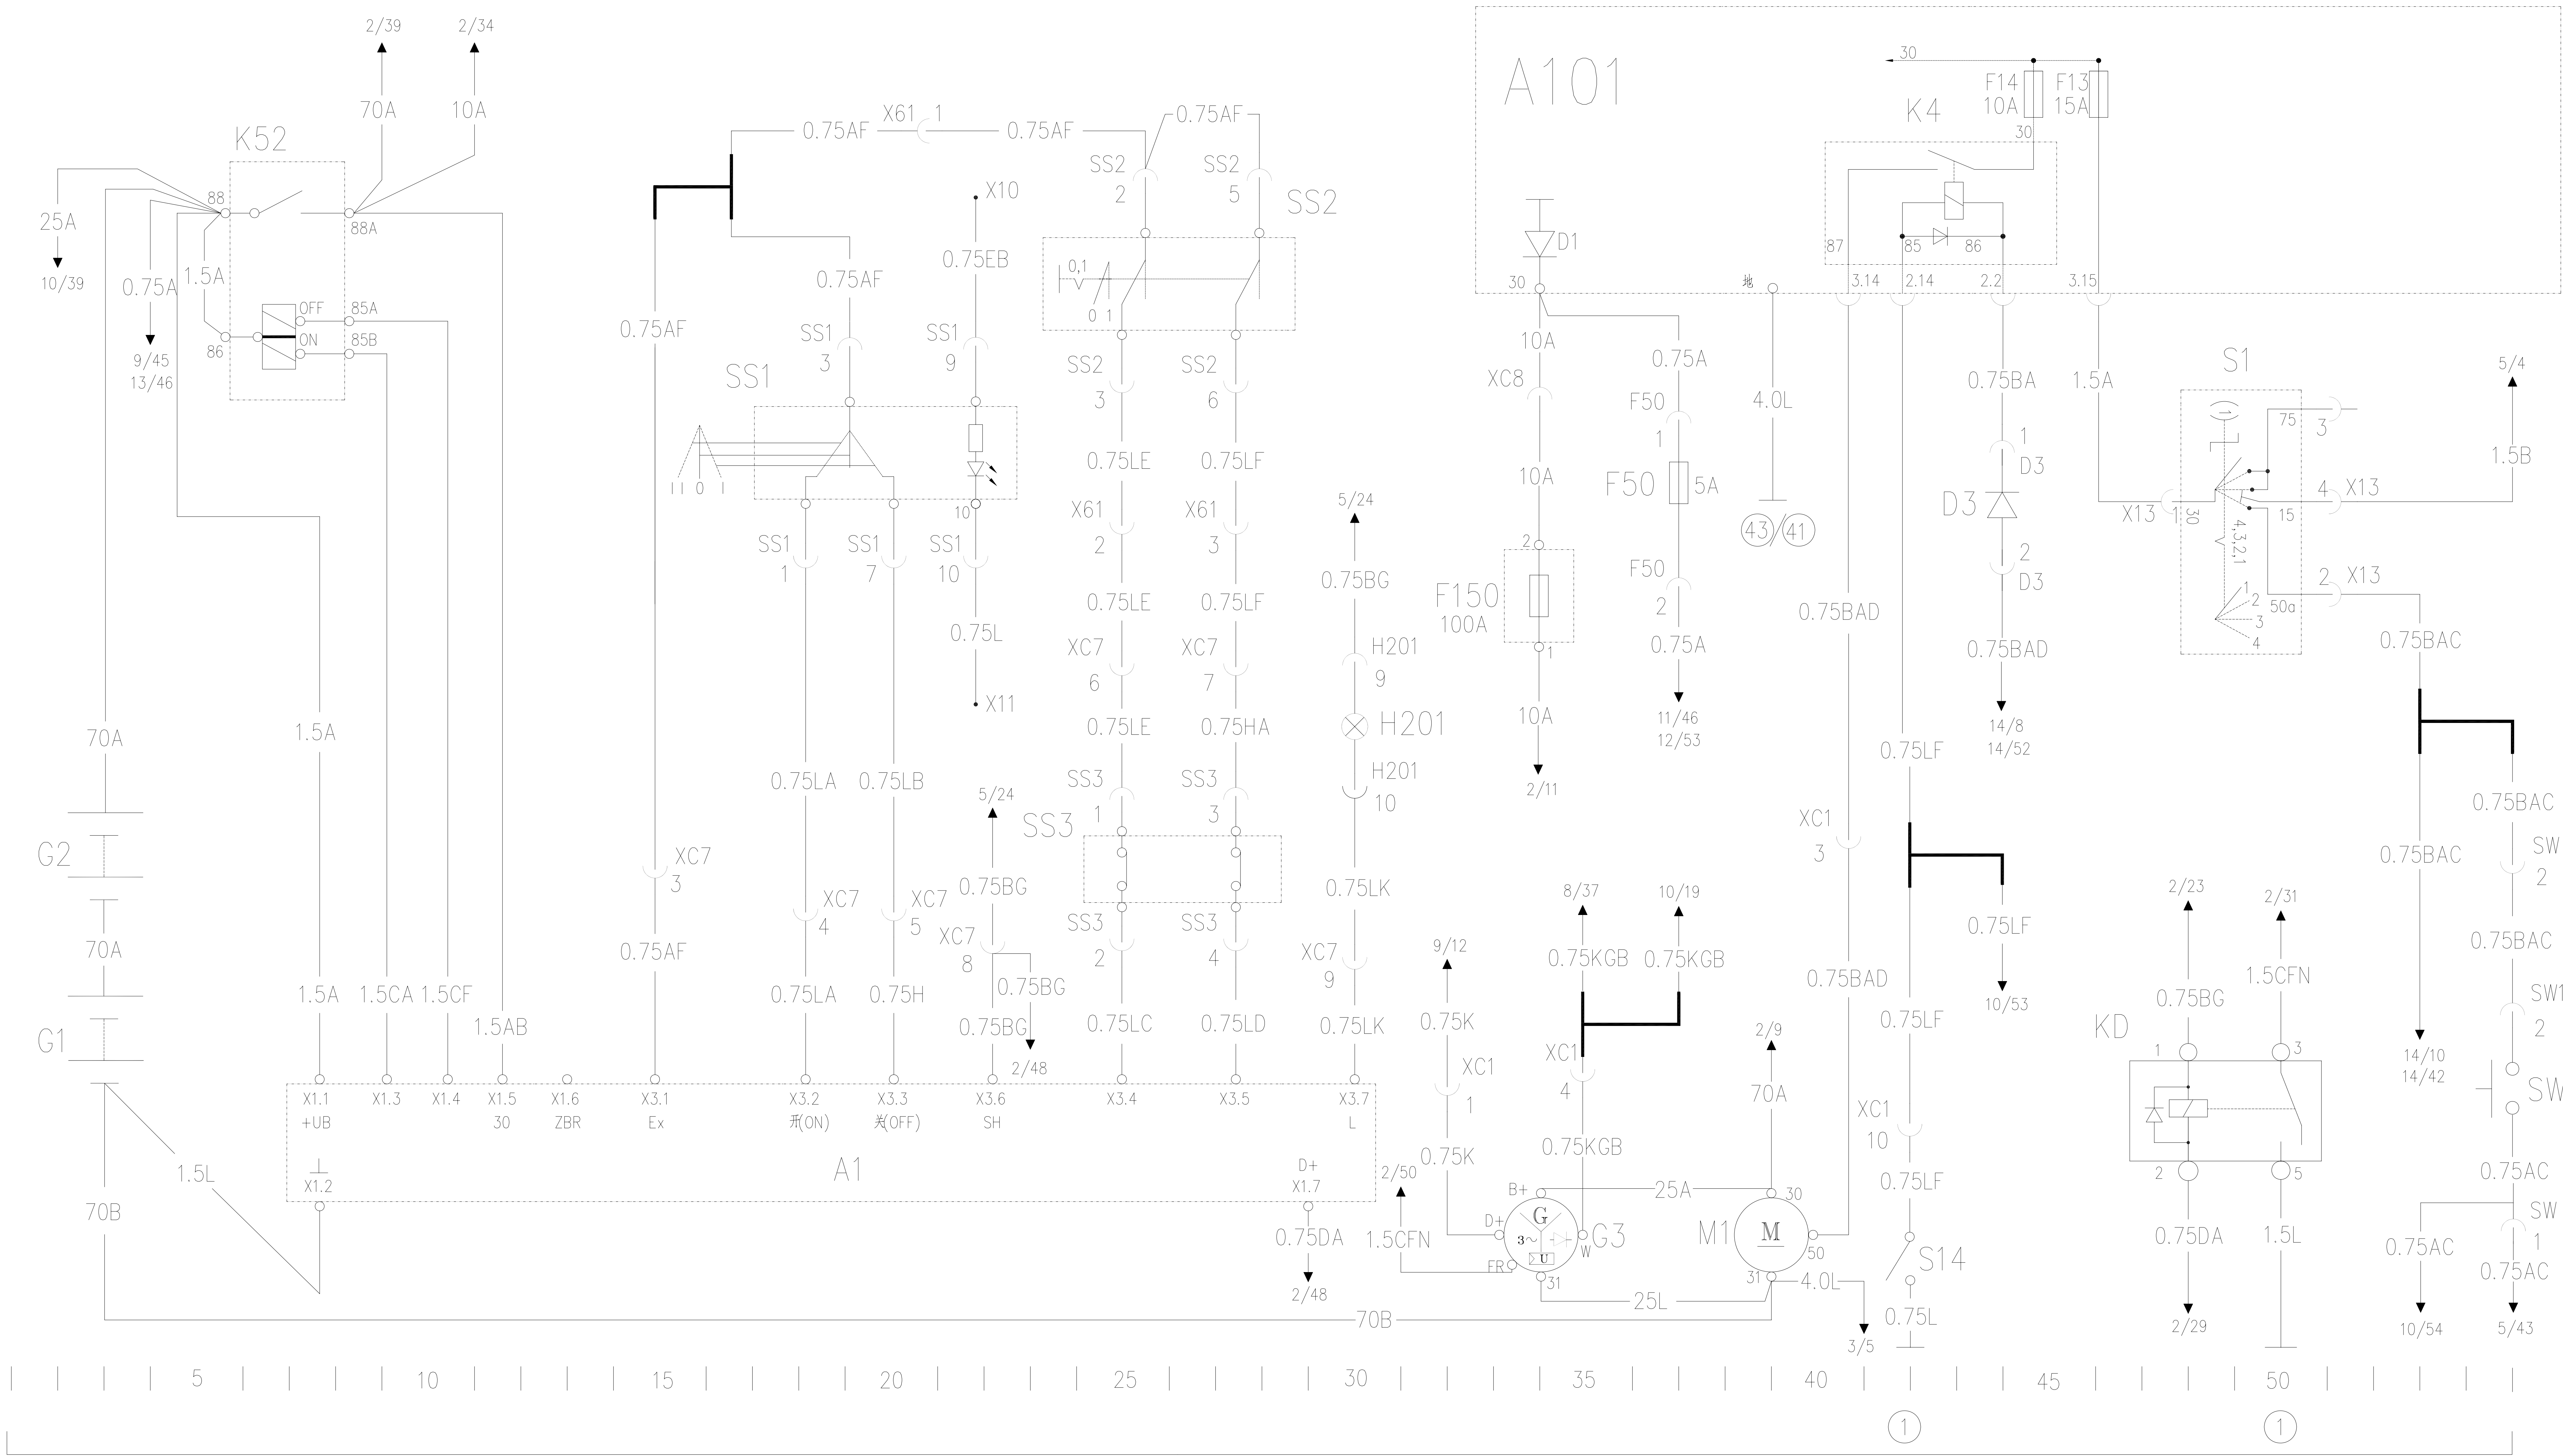 2/39
2/34
70A
10A
K52
88
88A
25A
10/39
0.75A
9/45
13/46
1.5A
OFF
85A
ON
85B
86
70A
G2
70A
G1
70B
1.5L
1.5A
1.5A
1.5CA
1.5CF
1.5AB
0.75AF
X61 1
0.75AF
0.75AF
SS2
2
SS2
5
SS2
0,1
0 1
X10
0.75EB
0.75AF
0.75AF
SS1
3
SS1
9
SS1
II 0 I
10
SS1
1
SS1
7
SS1
10
0.75L
X11
0.75LA
0.75LB
XC7
3
0.75AF
XC7
4
XC7
5
0.75LA
0.75H
5/24
0.75BG
XC7
8
0.75BG
0.75BG
2/48
SS2
3
SS2
6
0.75LE
0.75LF
X61
2
X61
3
0.75LE
0.75LF
XC7
6
XC7
7
0.75LE
0.75HA
SS3
1
SS3
3
SS3
SS3
2
SS3
4
0.75LC
0.75LD
5/24
0.75BG
H201
9
H201
H201
10
0.75LK
XC7
9
0.75LK
X1.1
+UB
X1.3
X1.4
X1.5
30
X1.6
ZBR
X3.1
Ex
X3.2
开(ON)
X3.3
关(OFF)
X3.6
SH
X3.4
X3.5
X3.7
L
A1
X1.2
D+
X1.7
0.75DA
2/48
A101
30
F14
10A
F13
15A
K4
30
87
85
86
D1
30
地
3.14
2.14
2.2
3.15
10A
XC8
10A
2
F150
100A
1
10A
2/11
0.75A
F50
1
F50
5A
F50
2
0.75A
11/46
12/53
4.0L
43/41
0.75BAD
XC1
3
0.75BAD
0.75LF
0.75LF
10/53
0.75LF
XC1
10
0.75LF
S14
0.75L
0.75BA
1
D3
D3
2
D3
0.75BAD
14/8
14/52
1.5A
S1
(1)
75
3
X13
1
30
15
4 X13
4,3,2,1
1
2
3
4
50a
2 X13
5/4
1.5B
0.75BAC
0.75BAC
14/10
14/42
0.75BAC
SW
2
0.75BAC
SW1
2
SW
0.75AC
SW
1
0.75AC
0.75AC
10/54
5/43
9/12
0.75K
XC1
1
0.75K
8/37
10/19
0.75KGB
0.75KGB
XC1
4
0.75KGB
2/50
1.5CFN
B+
D+
FR
G
3~
U
W
31
G3
25A
2/9
70A
30
M1
M
50
31
4.0L
3/5
25L
70B
2/23
0.75BG
2/31
1.5CFN
KD
1
3
2
5
0.75DA
1.5L
2/29
5 10 15 20 25 30 35 40 45 50
1 1